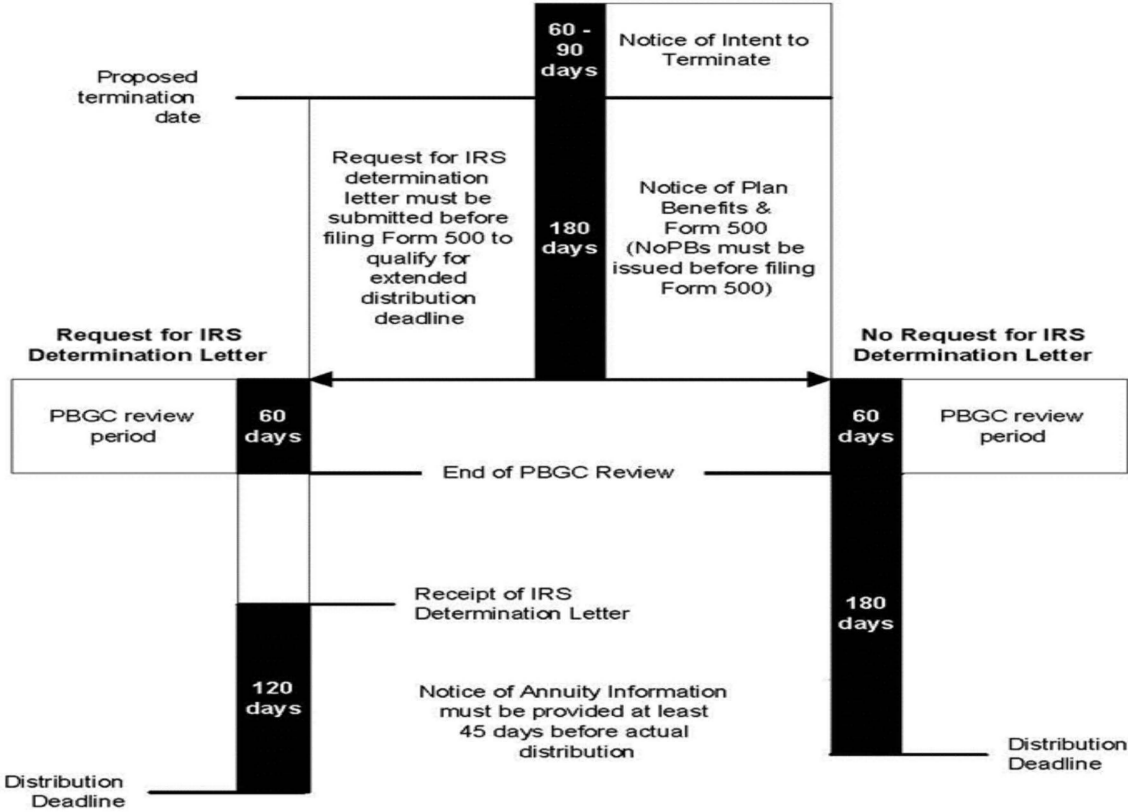 60 -
90
days
Notice of Intent to
Terminate
Proposed
termination
date
Request for IRS
determination
letter must be
submitted before
filing Form 500 to
qualify for
extended
distribution
deadline
180
days
Notice of Plan
Benefits &
Form 500
(NoPBs must be
issued before filing
Form 500)
Request for IRS
Determination Letter
No Request for IRS
Determination Letter
PBGC review
period
60
days
60
days
PBGC review
period
End of PBGC Review
Receipt of IRS
Determination Letter
180
days
120
days
Notice of Annuity Information
must be provided at least
45 days before actual
distribution
Distribution
Deadline
Distribution
Deadline